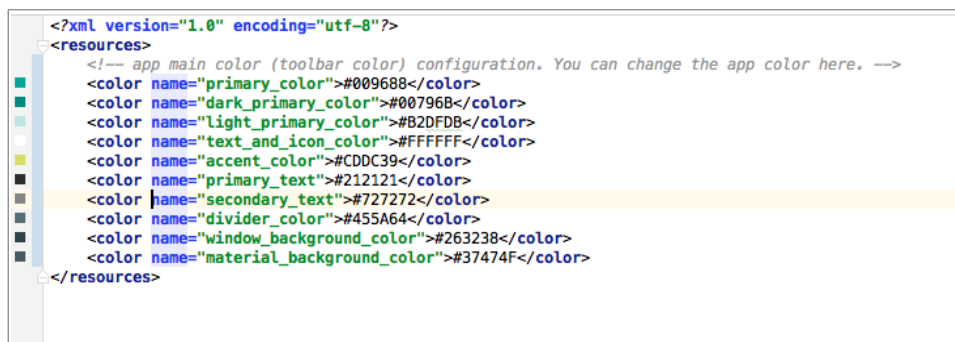 <?xml version="1.0" encoding="utf-8"?>
<resources>
<!-- app main color (toolbar color) configuration. You can change the app color here. -->
<color name="primary_color">#009688</color>
<color name="dark_primary_color">#00796B</color>
<color name="light_primary_color">#B2DFDB</color>
<color name="text_and_icon_color">#FFFFFF</color>
<color name="accent_color">#CDDC39</color>
<color name="primary_text">#212121</color>
<color name="secondary_text">#727272</color>
<color name="divider_color">#455A64</color>
<color name="window_background_color">#263238</color>
<color name="material_background_color">#37474F</color>
</resources>